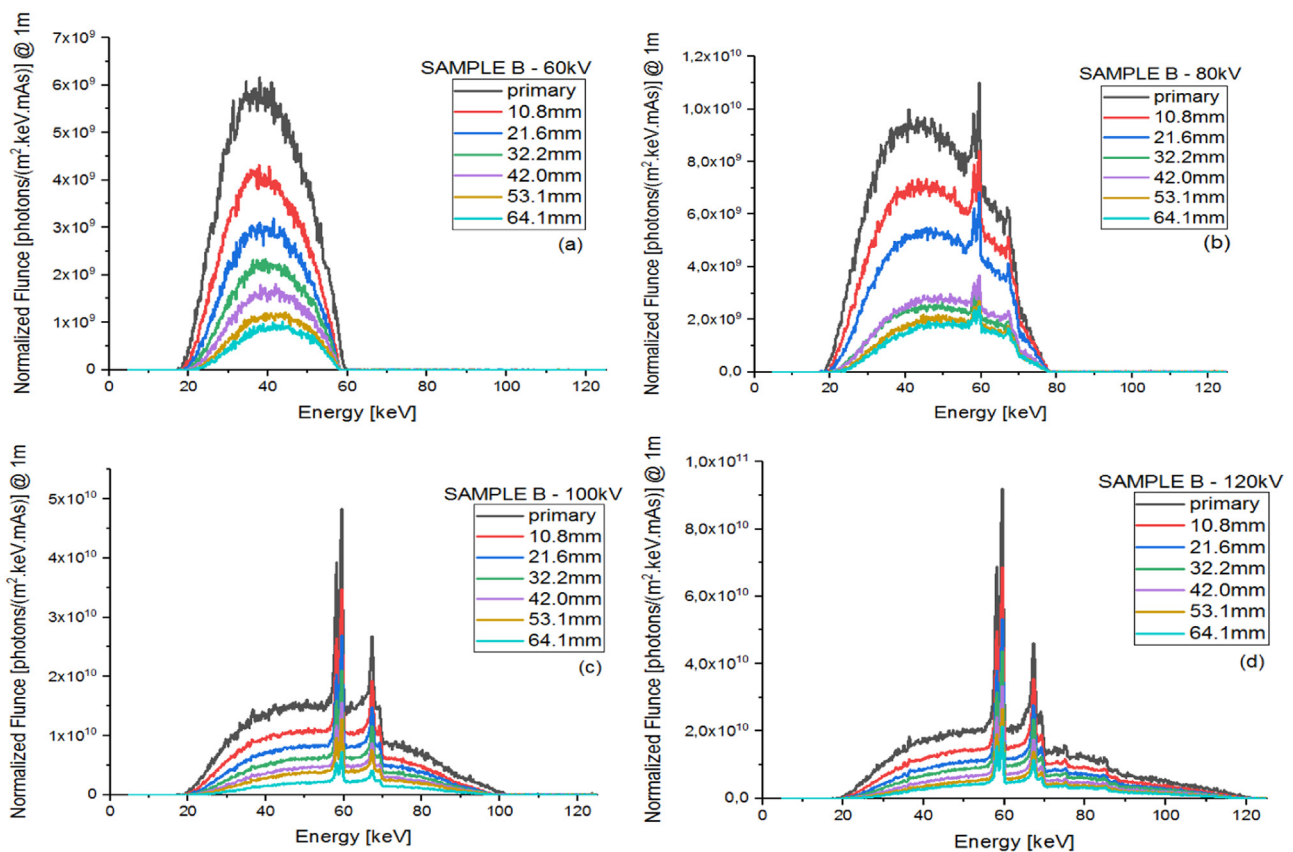 7x10⁹
6x10⁹
5x10⁹
4x10⁹
3x10⁹
2x10⁹
1x10⁹
0
Normalized Flunce [photons/(m².keV.mAs)] @ 1m
0 20 40 60 80 100 120
Energy [keV]
SAMPLE B - 60kV
primary
10.8mm
21.6mm
32.2mm
42.0mm
53.1mm
64.1mm
(a)
1,2x10¹⁰
1,0x10¹⁰
8,0x10⁹
6,0x10⁹
4,0x10⁹
2,0x10⁹
0,0
Normalized Flunce [photons/(m².keV.mAs)] @ 1m
0 20 40 60 80 100 120
Energy [keV]
SAMPLE B - 80kV
primary
10.8mm
21.6mm
32.2mm
42.0mm
53.1mm
64.1mm
(b)
5x10¹⁰
4x10¹⁰
3x10¹⁰
2x10¹⁰
1x10¹⁰
0
Normalized Flunce [photons/(m².keV.mAs)] @ 1m
0 20 40 60 80 100 120
Energy [keV]
SAMPLE B - 100kV
primary
10.8mm
21.6mm
32.2mm
42.0mm
53.1mm
64.1mm
(c)
1,0x10¹¹
8,0x10¹⁰
6,0x10¹⁰
4,0x10¹⁰
2,0x10¹⁰
0,0
Normalized Flunce [photons/(m².keV.mAs)] @ 1m
0 20 40 60 80 100 120
Energy [keV]
SAMPLE B - 120kV
primary
10.8mm
21.6mm
32.2mm
42.0mm
53.1mm
64.1mm
(d)